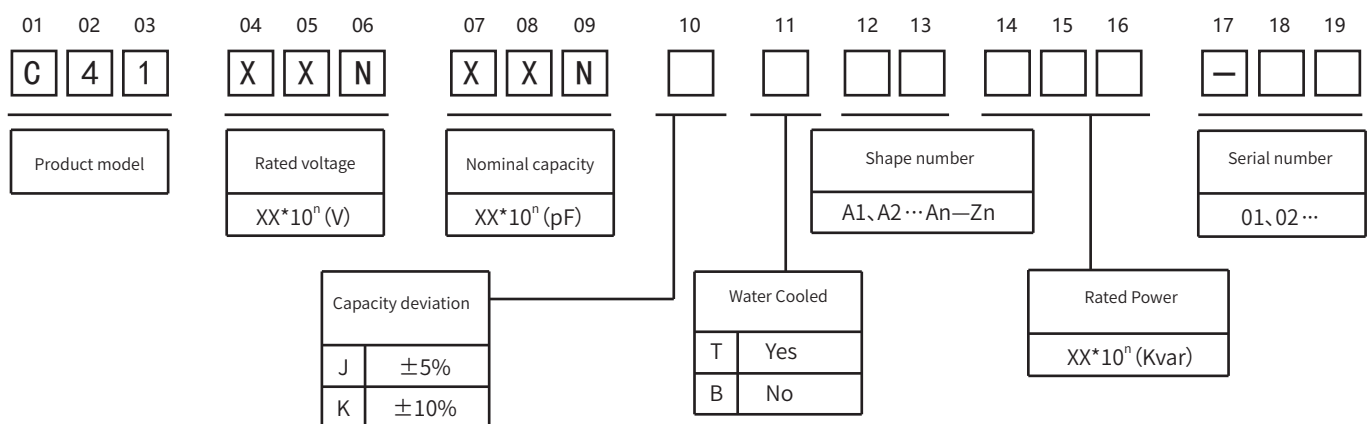 01 02 03 04 05 06 07 08 09 10 11 12 13 14 15 16 17 18 19
C 4 1 X X N X X N —
Product model
Rated voltage
XX*10ⁿ (V)
Nominal capacity
XX*10ⁿ (pF)
Shape number
A1、A2⋯An—Zn
Serial number
01、02⋯
Capacity deviation
J ±5%
K ±10%
Water Cooled
T Yes
B No
Rated Power
XX*10ⁿ (Kvar)